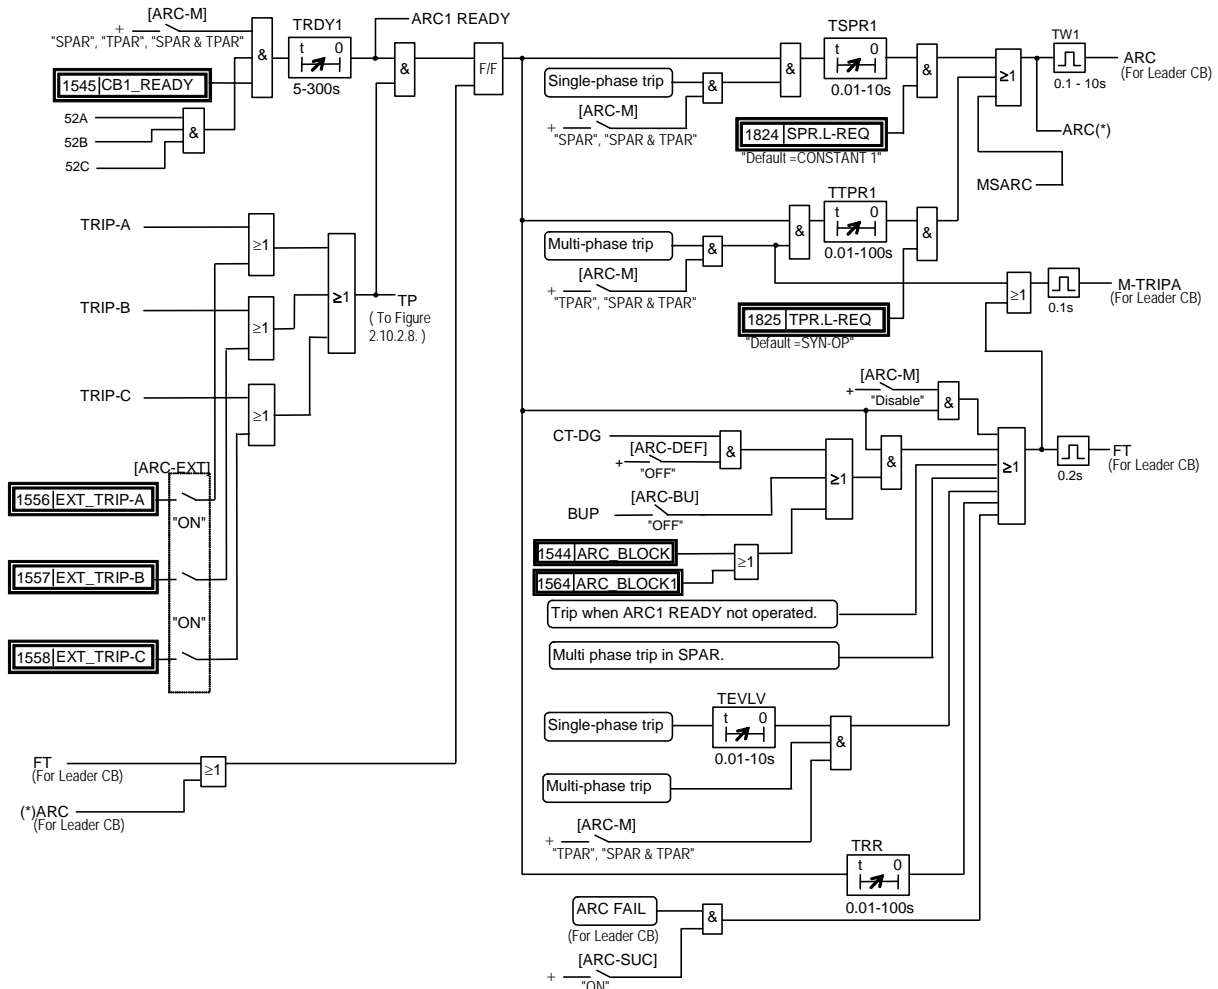 [ARC-M]
+
"SPAR", "TPAR", "SPAR & TPAR"
&
TRDY1
t 0
5-300s
ARC1 READY
&
F/F
1545 CB1_READY
52A
52B
52C
&
TRIP-A
≥1
TRIP-B
≥1
TRIP-C
≥1
≥1
TP
( To Figure
2.10.2.8. )
[ARC-EXT]
1556 EXT_TRIP-A
"ON"
1557 EXT_TRIP-B
"ON"
1558 EXT_TRIP-C
FT
(For Leader CB)
≥1
(*)ARC
(For Leader CB)
Single-phase trip
&
&
[ARC-M]
+
"SPAR", "SPAR & TPAR"
TSPR1
t 0
0.01-10s
&
1824 SPR.L-REQ
"Default =CONSTANT 1"
≥1
TW1
0.1 - 10s
ARC
(For Leader CB)
ARC(*)
MSARC
Multi-phase trip
&
&
[ARC-M]
+
"TPAR", "SPAR & TPAR"
TTPR1
t 0
0.01-100s
&
1825 TPR.L-REQ
"Default =SYN-OP"
≥1
0.1s
M-TRIPA
(For Leader CB)
[ARC-M]
+
"Disable"
&
CT-DG
[ARC-DEF]
+
"OFF"
&
≥1
&
≥1
0.2s
FT
(For Leader CB)
BUP
[ARC-BU]
"OFF"
1544 ARC_BLOCK
1564 ARC_BLOCK1
≥1
Trip when ARC1 READY not operated.
Multi phase trip in SPAR.
Single-phase trip
TEVLV
t 0
0.01-10s
&
Multi-phase trip
[ARC-M]
+
"TPAR", "SPAR & TPAR"
TRR
t 0
0.01-100s
ARC FAIL
(For Leader CB)
&
[ARC-SUC]
+
"ON"